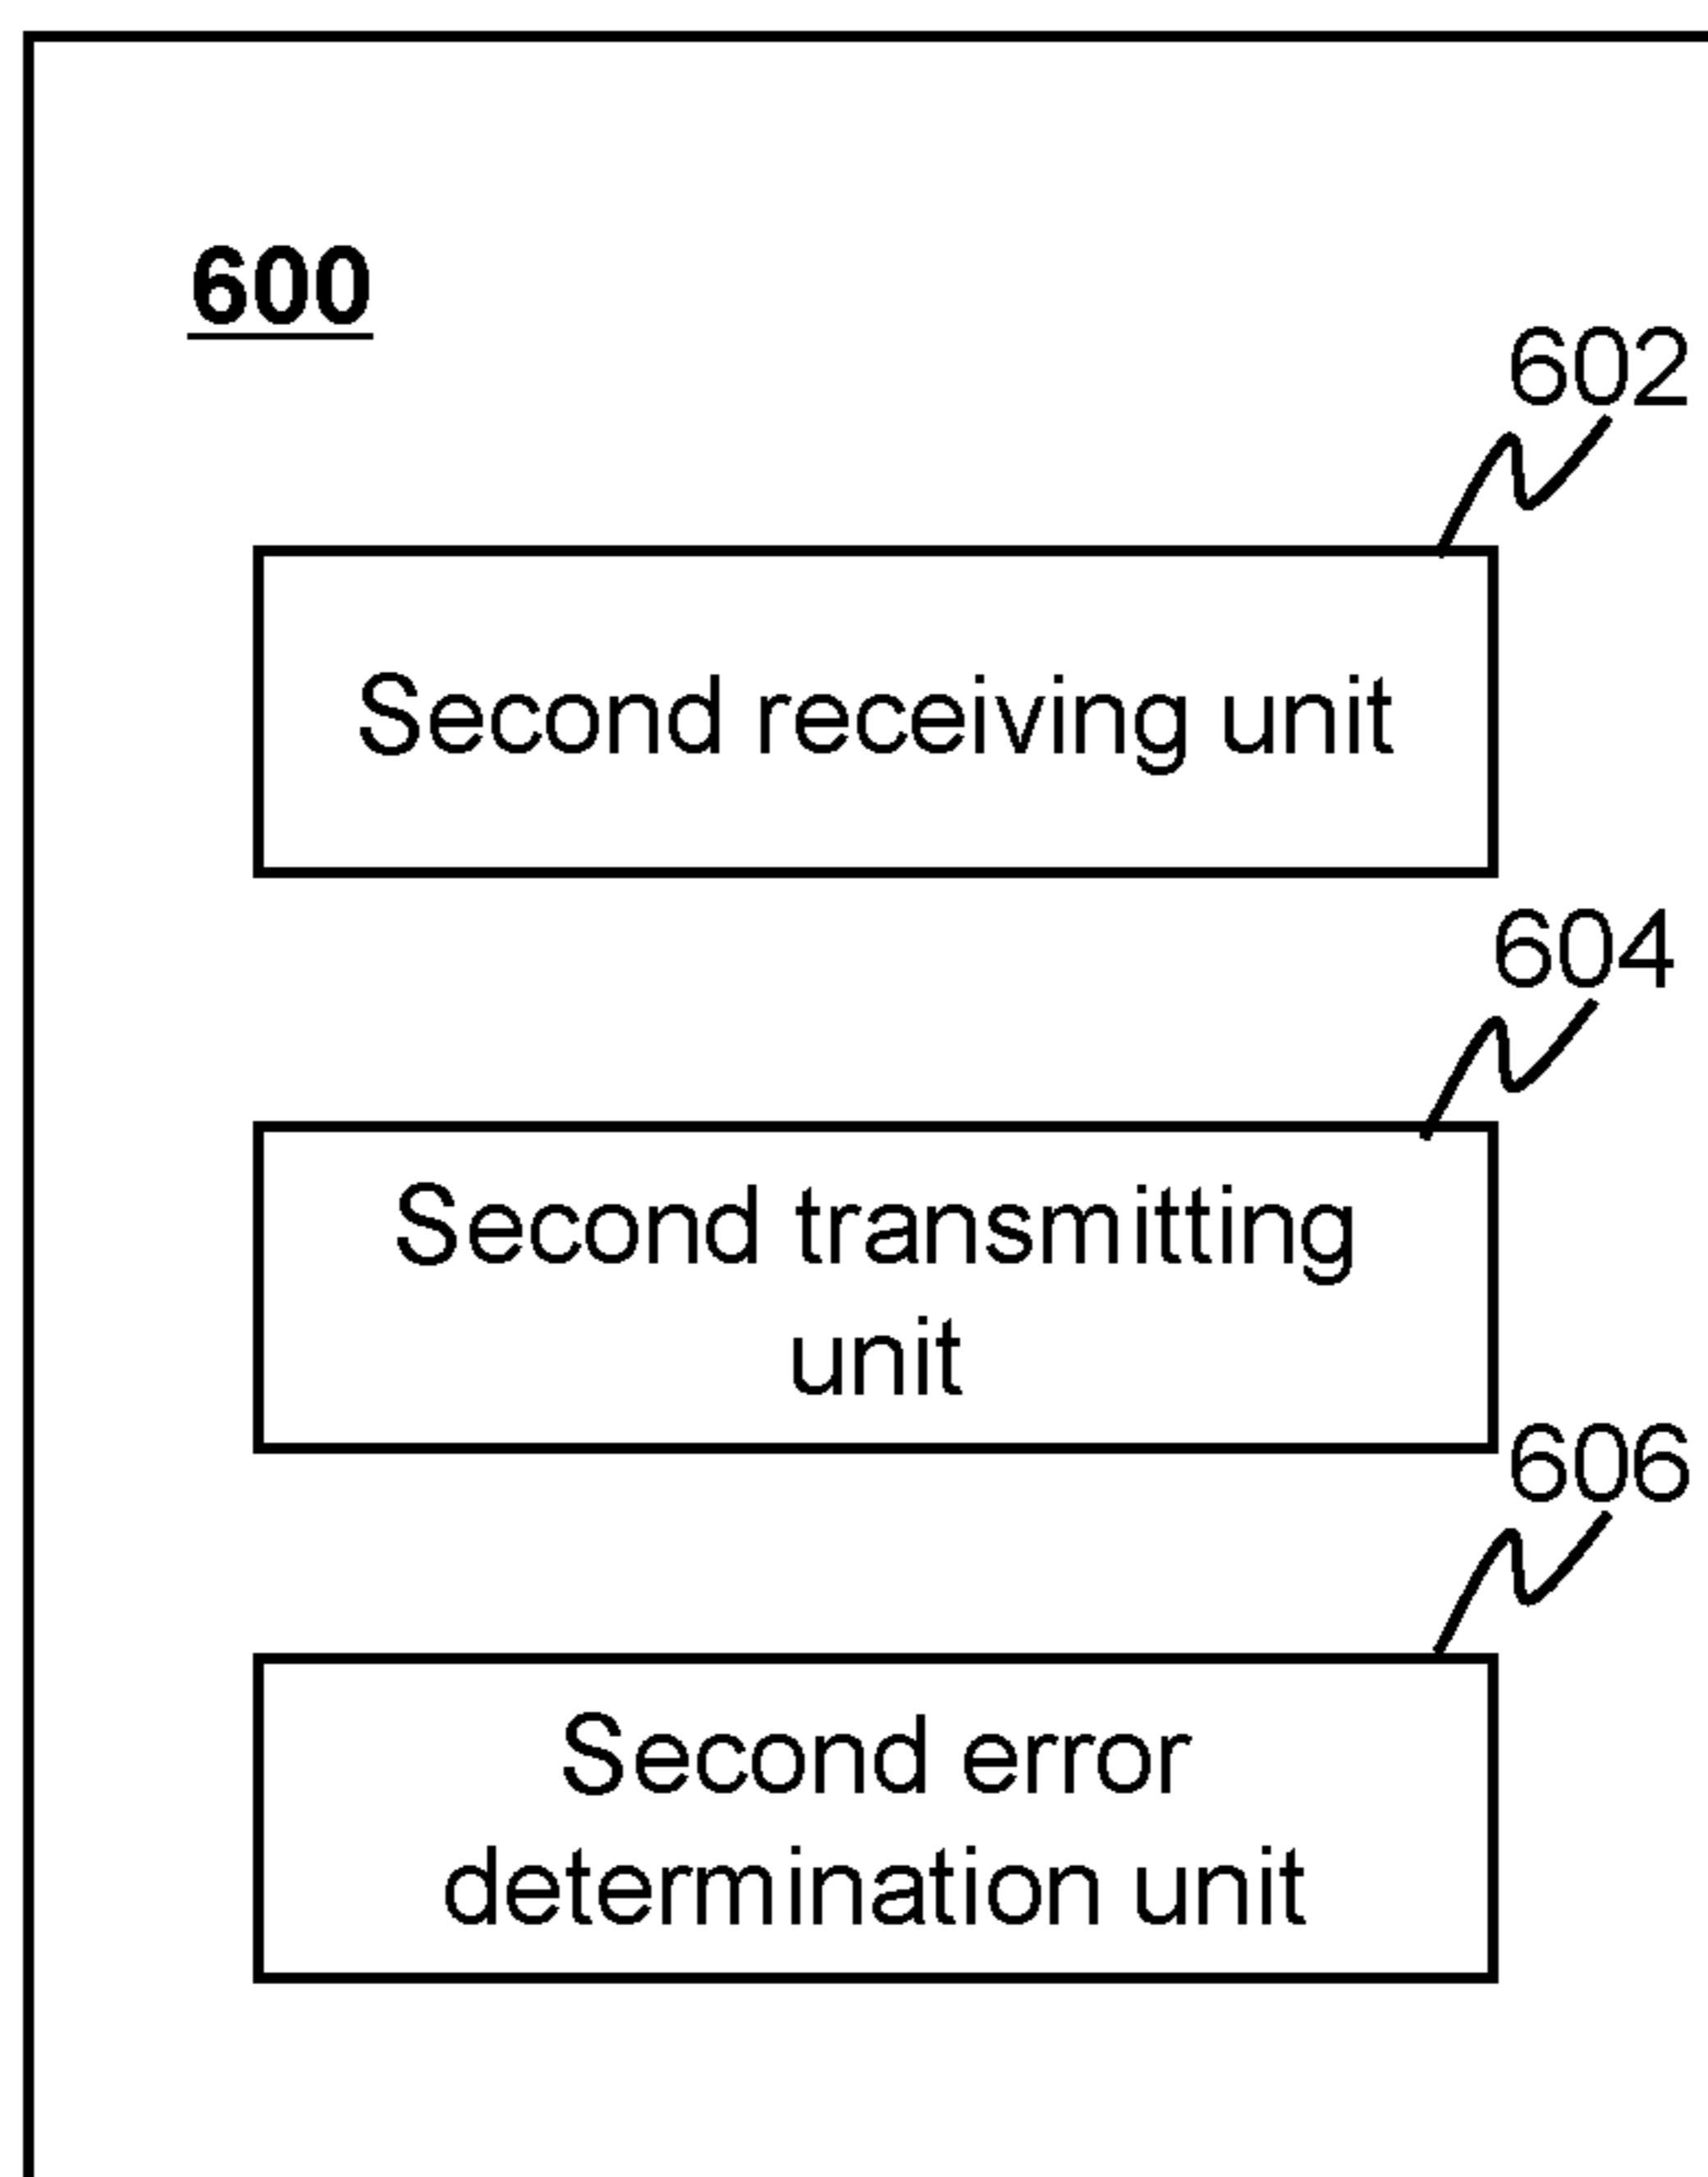 600
602
Second receiving unit
604
Second transmitting
unit
606
Second error
determination unit